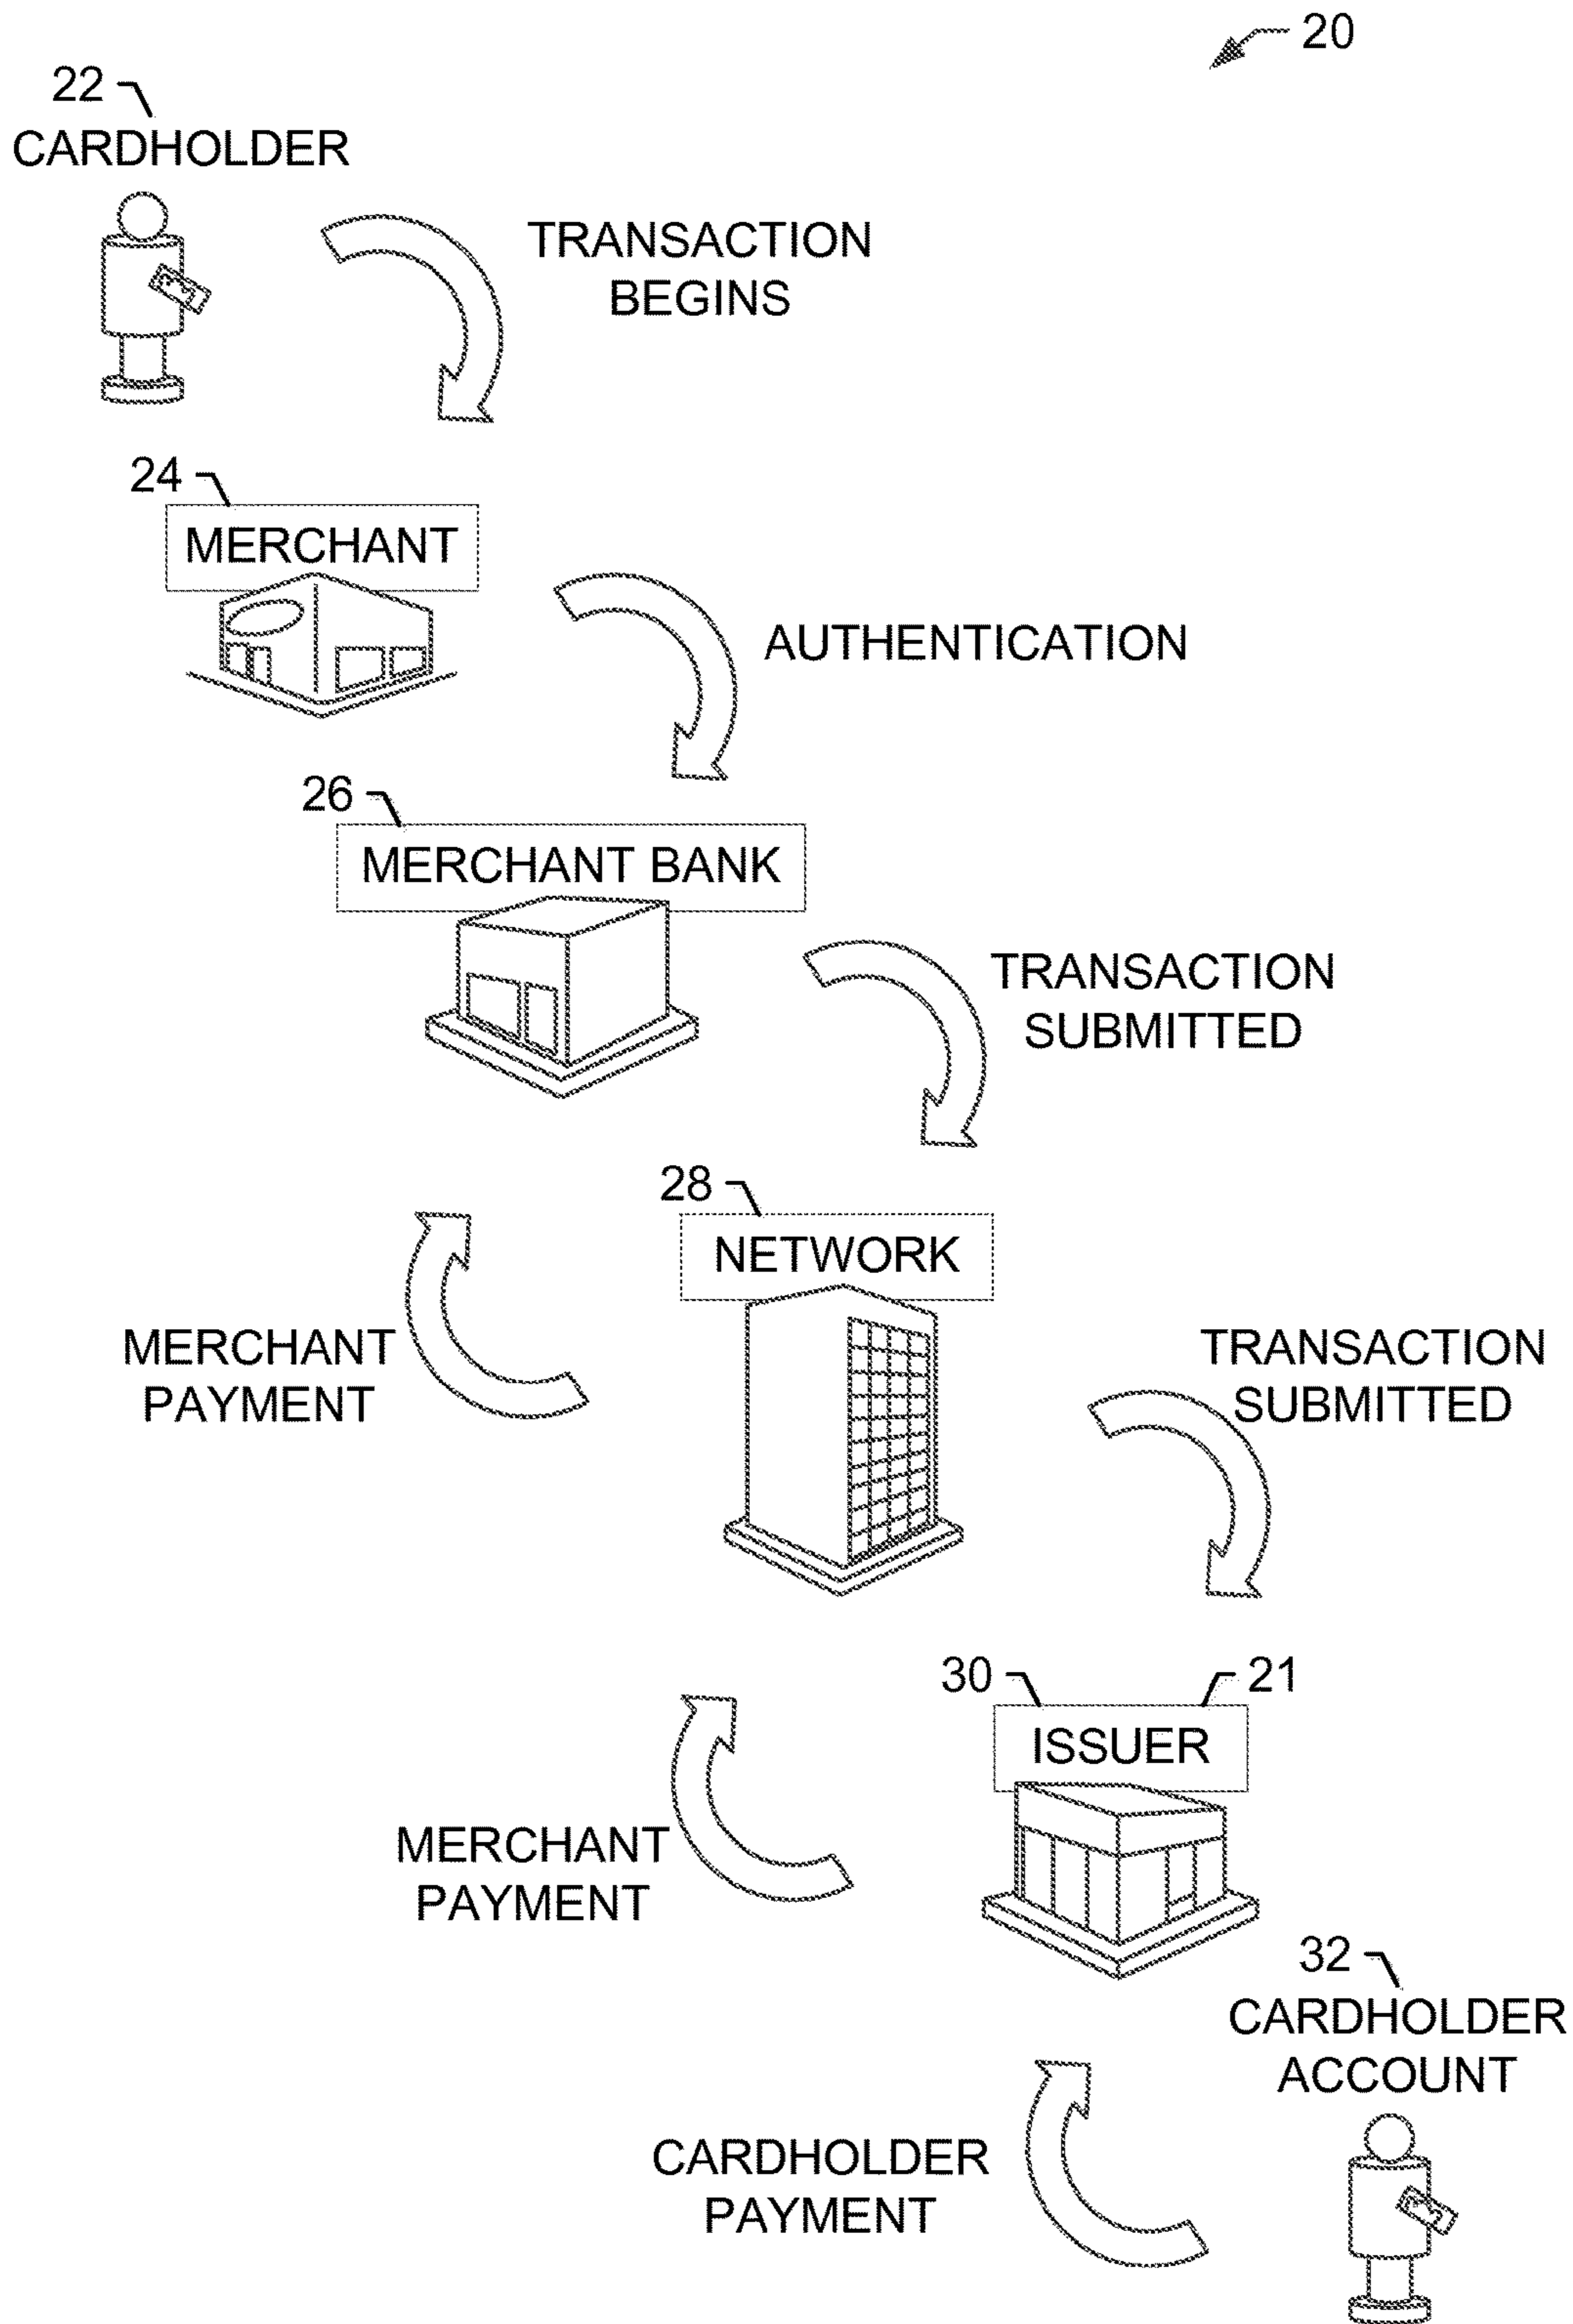 20
22
CARDHOLDER
TRANSACTION
BEGINS
24
MERCHANT
AUTHENTICATION
26
MERCHANT BANK
TRANSACTION
SUBMITTED
28
NETWORK
MERCHANT
PAYMENT
TRANSACTION
SUBMITTED
30
21
ISSUER
MERCHANT
PAYMENT
32
CARDHOLDER
ACCOUNT
CARDHOLDER
PAYMENT